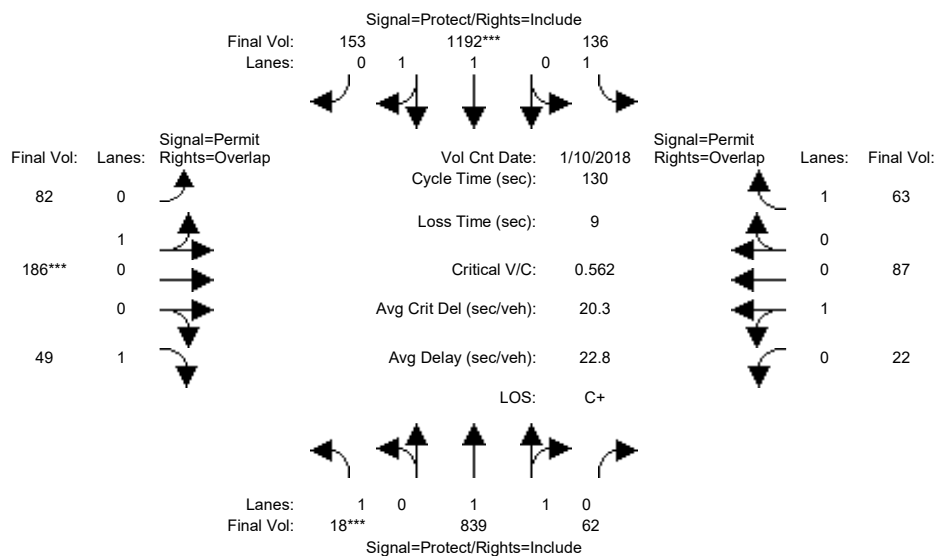 Signal=Protect/Rights=Include
Final Vol: 153 1192*** 136
Lanes: 0 1 1 0 1
Signal=Permit
Final Vol: Lanes: Rights=Overlap
Vol Cnt Date: 1/10/2018
Signal=Permit
Rights=Overlap Lanes: Final Vol:
Cycle Time (sec): 130
82 0
1 63
Loss Time (sec): 9
1
0
186*** 0
Critical V/C: 0.562
0 87
0
Avg Crit Del (sec/veh): 20.3
1
49 1
Avg Delay (sec/veh): 22.8
0 22
LOS: C+
Lanes: 1 0 1 1 0
Final Vol: 18*** 839 62
Signal=Protect/Rights=Include